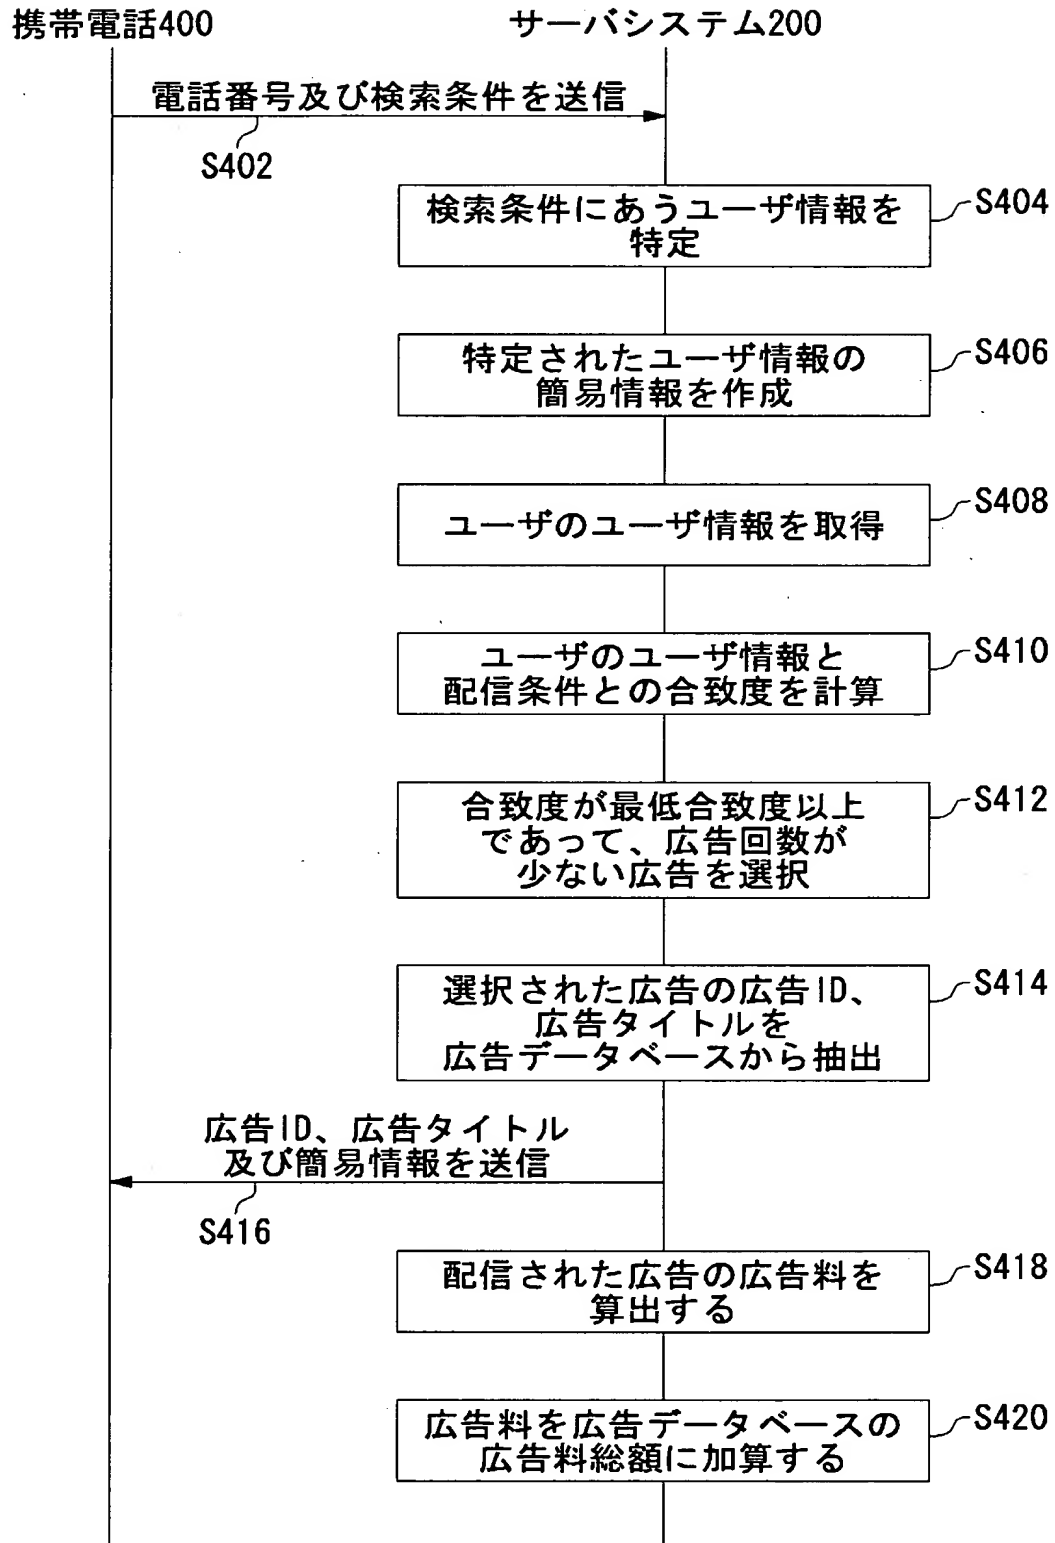 携帯電話400
サーバシステム200
電話番号及び検索条件を送信
S402
検索条件にあうユーザ情報を
特定
S404
特定されたユーザ情報の
簡易情報を作成
S406
ユーザのユーザ情報を取得
S408
ユーザのユーザ情報と
配信条件との合致度を計算
S410
合致度が最低合致度以上
であって、広告回数が
少ない広告を選択
S412
選択された広告の広告ID、
広告タイトルを
広告データベースから抽出
S414
広告ID、広告タイトル
及び簡易情報を送信
S416
配信された広告の広告料を
算出する
S418
広告料を広告データベースの
広告料総額に加算する
S420